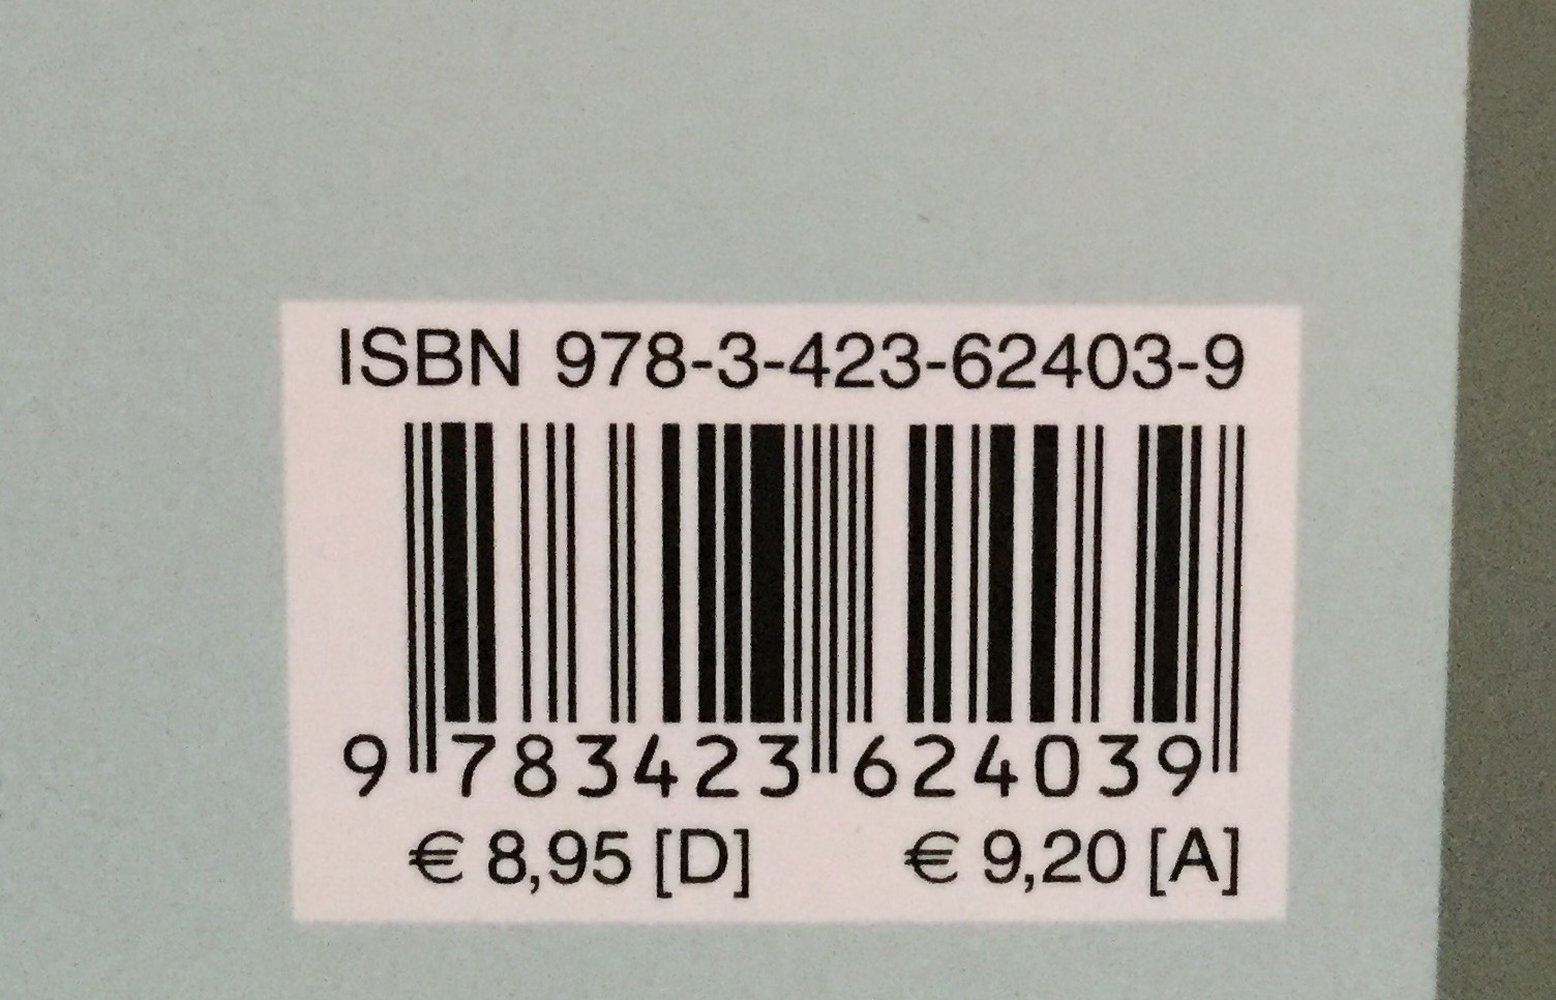 ISBN 978-3-423-62403-9
9 783423 624039
€ 8,95 [D] € 9,20 [A]